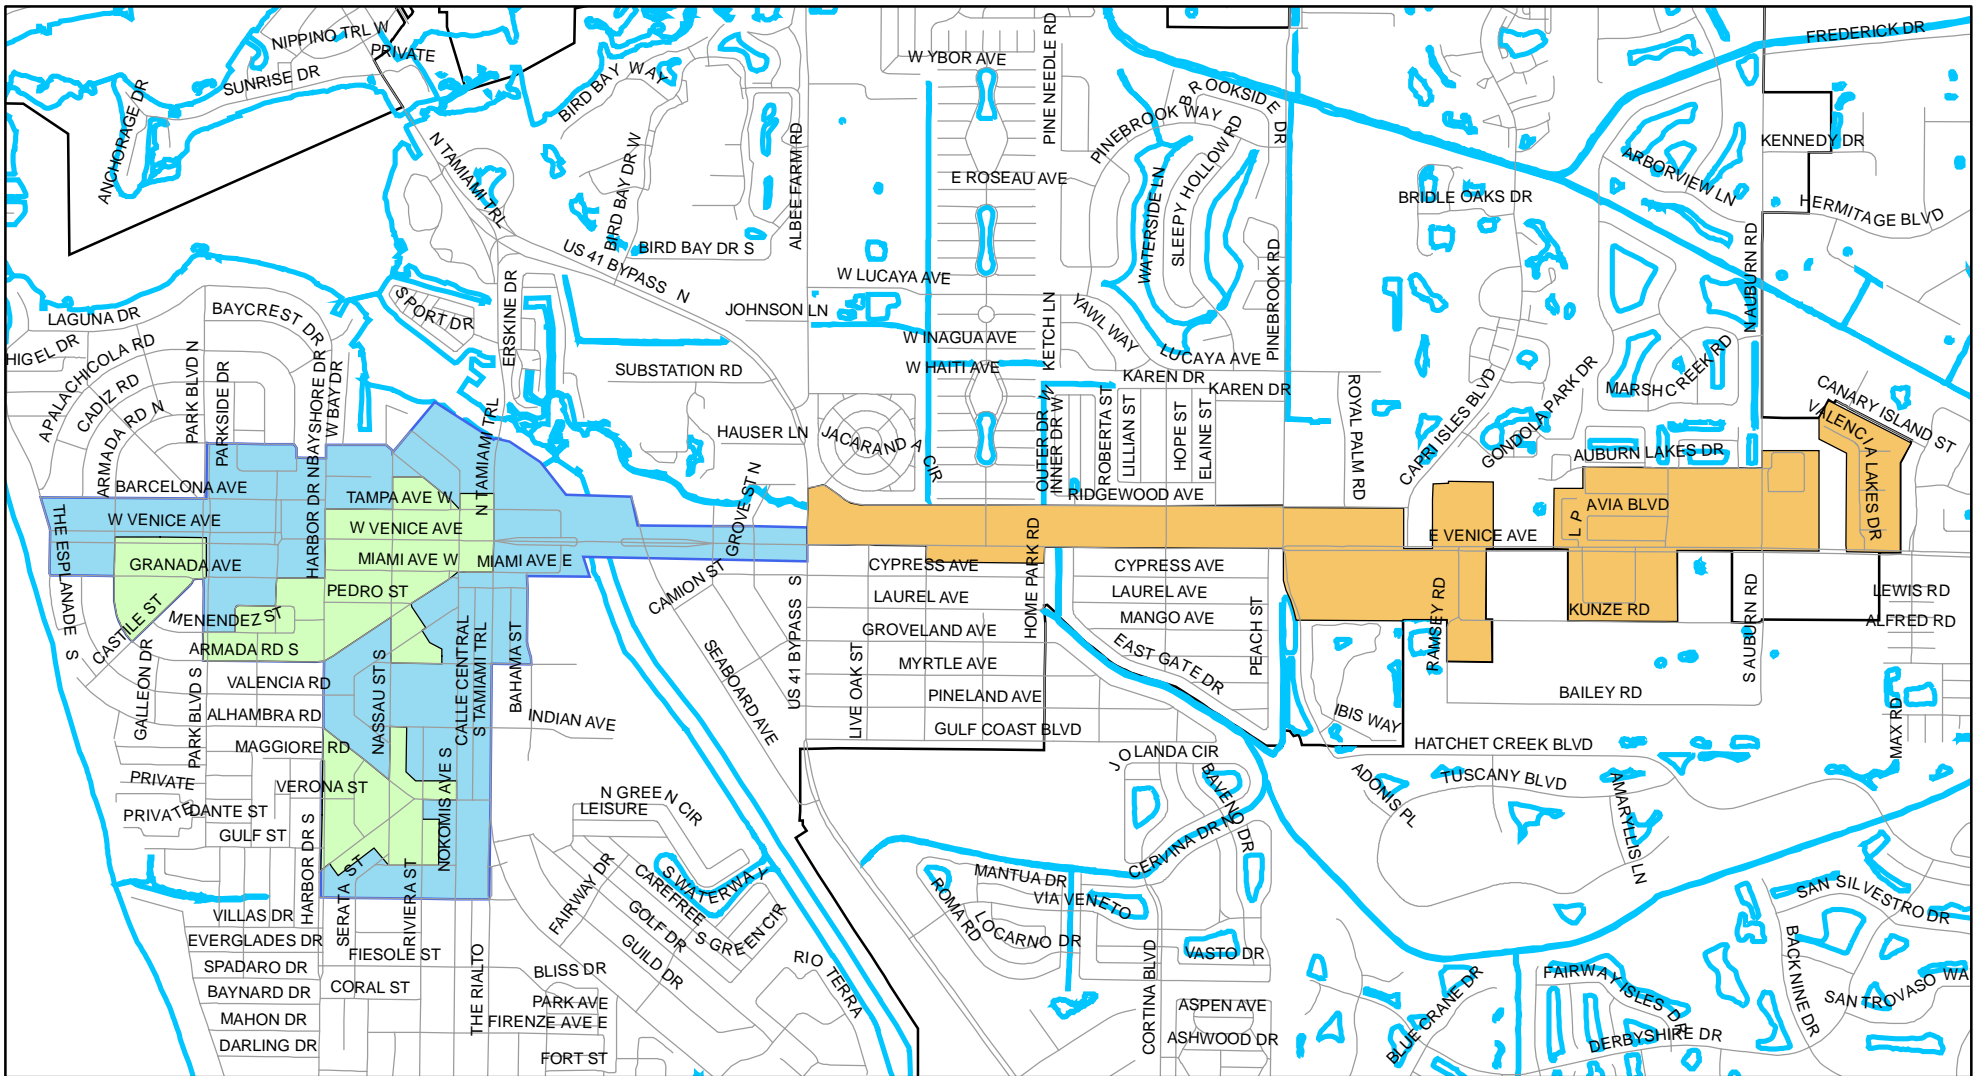 NIPPINO TRL W
PRIVATE
FREDERICK DR
W YBOR AVE
SUNRISE DR
BIRD BAY WAY
PINE NEEDLE RD
BROOKSIDE DR
PINEBROOK WAY
ANCHORAGE DR
N TAMIAMI TRL
ALBEE FARM RD
KENNEDY DR
ARBORVIEW LN
E ROSEAU AVE
WATERSIDE LN
SLEEPY HOLLOW RD
BRIDLE OAKS DR
HERMITAGE BLVD
BIRD BAY DR W
BIRD BAY DR S
US 41 BYPASS N
W LUCAYA AVE
PINEBROOK RD
N AUBURN RD
LAGUNA DR
BAYCREST DR
SPORT DR
ERSKINE DR
JOHNSON LN
YAWL WAY
KETCH LN
HIGEL DR
APALACHICOLA RD
W INAGUA AVE
LUCAYA AVE
W HAITI AVE
SUBSTATION RD
KAREN DR
KAREN DR
CADIZ RD
ARMADA RD N
PARK BLVD N
PARKSIDE DR
HARBOR DR N
BAYSHORE DR
W BAY DR
N TAMIAMI TRL
HAUSER LN
JACARANDA CIR
OUTER DR W
INNER DR W
ROBERTA ST
LILLIAN ST
HOPE ST
ELAINE ST
ROYAL PALM RD
CAPRI ISLES BLVD
GONDOLA PARK DR
MARSH CREEK RD
CANARY ISLAND ST
VALENCIA LAKES DR
AUBURN LAKES DR
BARCELONA AVE
TAMPA AVE W
GROVE ST N
RIDGEWOOD AVE
L P
AVIA BLVD
THE ESPLANADE S
W VENICE AVE
W VENICE AVE
HOME PARK RD
E VENICE AVE
GRANADA AVE
MIAMI AVE W
MIAMI AVE E
CYPRESS AVE
CYPRESS AVE
PEDRO ST
CAMION ST
LAUREL AVE
LAUREL AVE
LEWIS RD
CASTILE ST
MENENDEZ ST
MANGO AVE
RAMSEY RD
KUNZE RD
S AUBURN RD
ALFRED RD
GROVELAND AVE
EAST GATE DR
PEACH ST
ARMADA RD S
MYRTLE AVE
VALENCIA RD
GALLEON DR
PARK BLVD S
NASSAU ST S
CALLE CENTRAL
S TAMIAMI TRL
BAHAMA ST
SEABOARD AVE
US 41 BYPASS S
LIVE OAK ST
PINELAND AVE
BAILEY RD
ALHAMBRA RD
INDIAN AVE
GULF COAST BLVD
IBIS WAY
MAX RD
MAGGIORE RD
HATCHET CREEK BLVD
JOLANDA CIR
PRIVATE
VERONA ST
NOKOMIS AVE S
BAVENO DR
ADONIS PL
TUSCANY BLVD
AMARYLLIS LN
PRIVATE
DANTE ST
N GREEN CIR
LEISURE
GULF ST
HARBOR DR S
CERVINA DR N
SERATA ST
RIVIERA ST
FAIRWAY DR
CAREFREE
S WATERWAY
MANTUA DR
VIA VENETO
SAN SILVESTRO DR
VILLAS DR
GOLF DR
S GREEN CIR
ROMA RD
LOCARNO DR
EVERGLADES DR
FIESOLE ST
GUILD DR
VASTO DR
SPADARO DR
BLISS DR
RIO TERRA
CORTINA BLVD
BLUE CRANE DR
FAIRWAY ISLES DR
BACK NINE DR
SAN TROVASO WA
BAYNARD DR
CORAL ST
THE RIALTO
PARK AVE
ASPEN AVE
MAHON DR
FIRENZE AVE E
ASHWOOD DR
DERBYSHIRE DR
DARLING DR
FORT ST